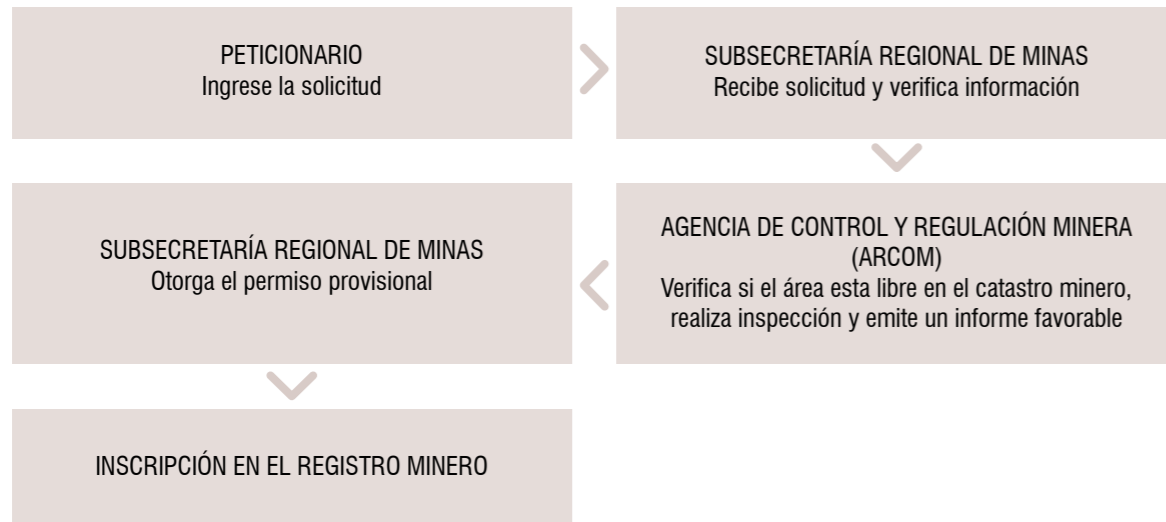 PETICIONARIO
Ingrese la solicitud
SUBSECRETARÍA REGIONAL DE MINAS
Recibe solicitud y verifica información
AGENCIA DE CONTROL Y REGULACIÓN MINERA
(ARCOM)
Verifica si el área esta libre en el catastro minero,
realiza inspección y emite un informe favorable
SUBSECRETARÍA REGIONAL DE MINAS
Otorga el permiso provisional
INSCRIPCIÓN EN EL REGISTRO MINERO